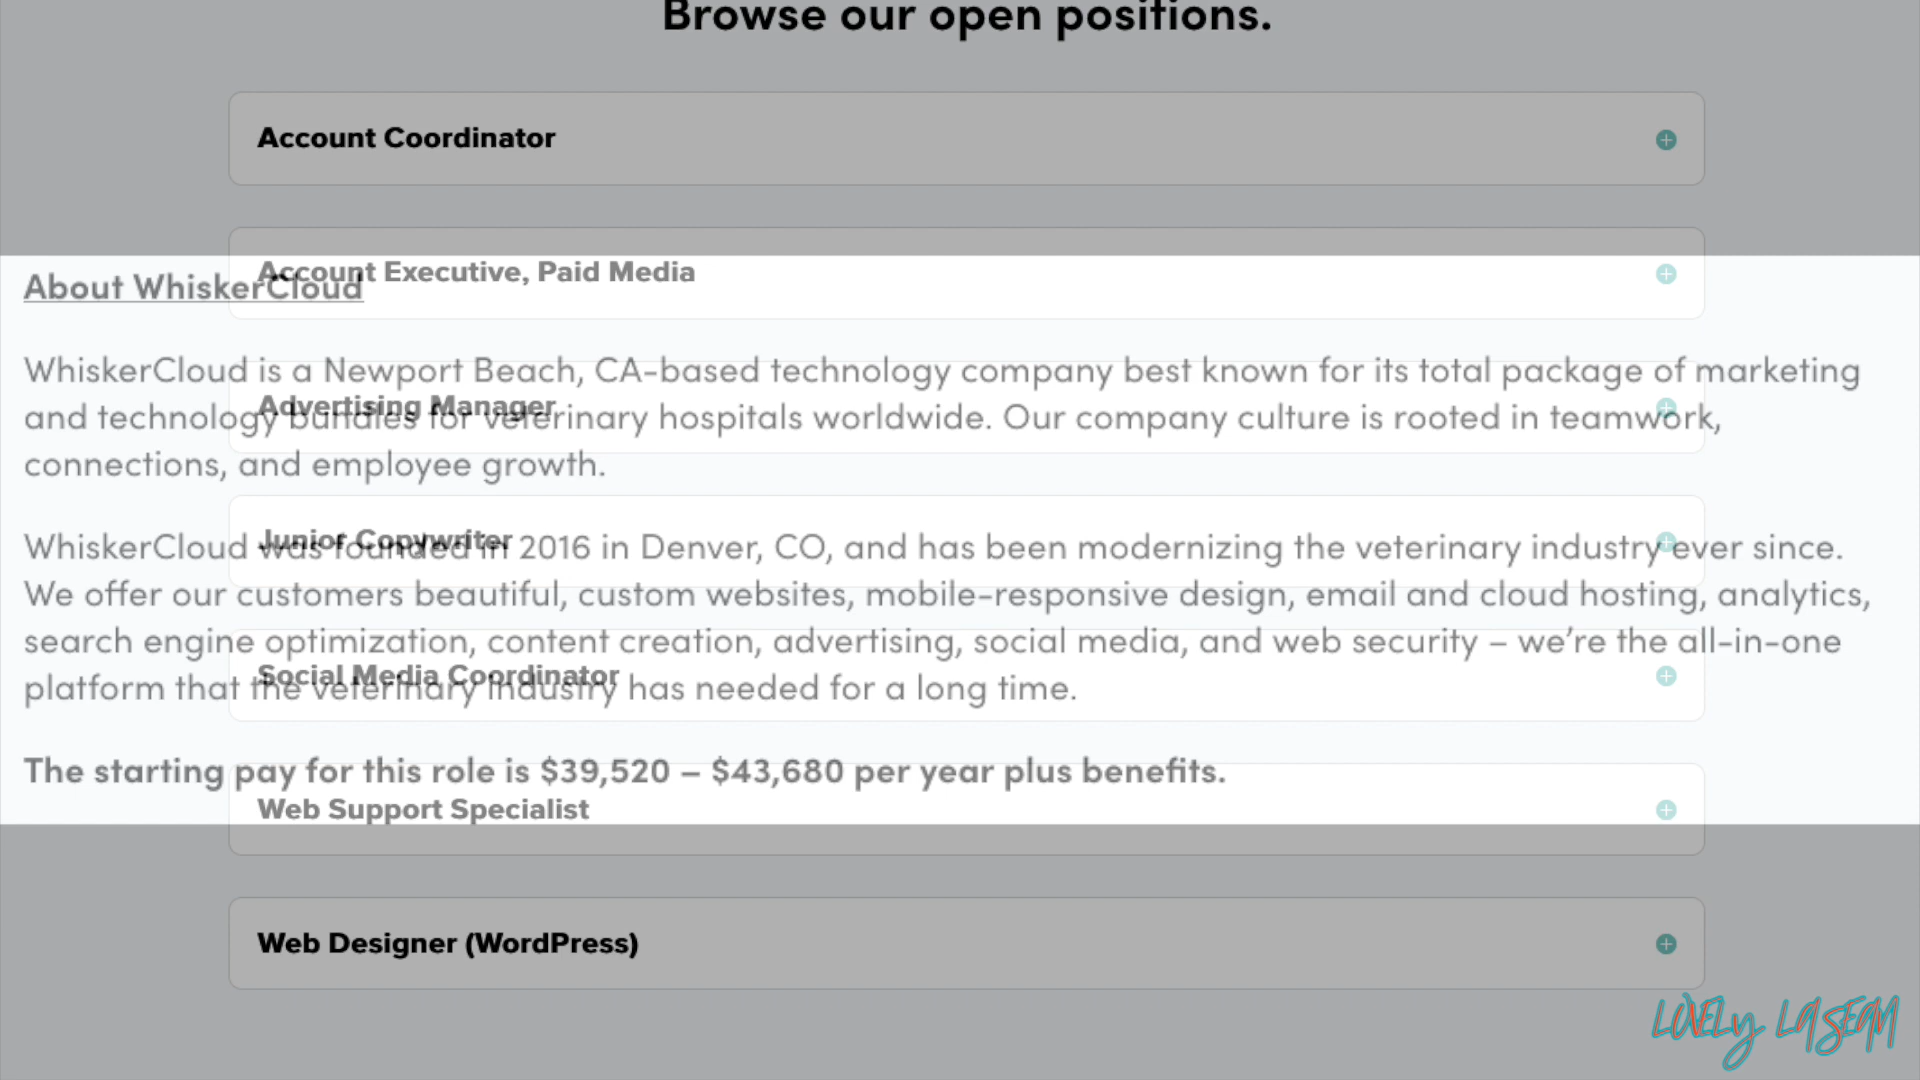 Browse our open positions.
Account Coordinator
Account Executive, Paid Media
About WhiskerCloud
WhiskerCloud is a Newport Beach, CA-based technology company best known for its total package of marketing
Advertising Manager
and technology bundles for veterinary hospitals worldwide. Our company culture is rooted in teamwork,
connections, and employee growth.
Junior Copywriter
WhiskerCloud was founded in 2016 in Denver, CO, and has been modernizing the veterinary industry ever since.
We offer our customers beautiful, custom websites, mobile-responsive design, email and cloud hosting, analytics,
search engine optimization, content creation, advertising, social media, and web security – we’re the all-in-one
Social Media Coordinator
platform that the veterinary industry has needed for a long time.
The starting pay for this role is $39,520 – $43,680 per year plus benefits.
Web Support Specialist
Web Designer (WordPress)
LOVELy LaSEAM